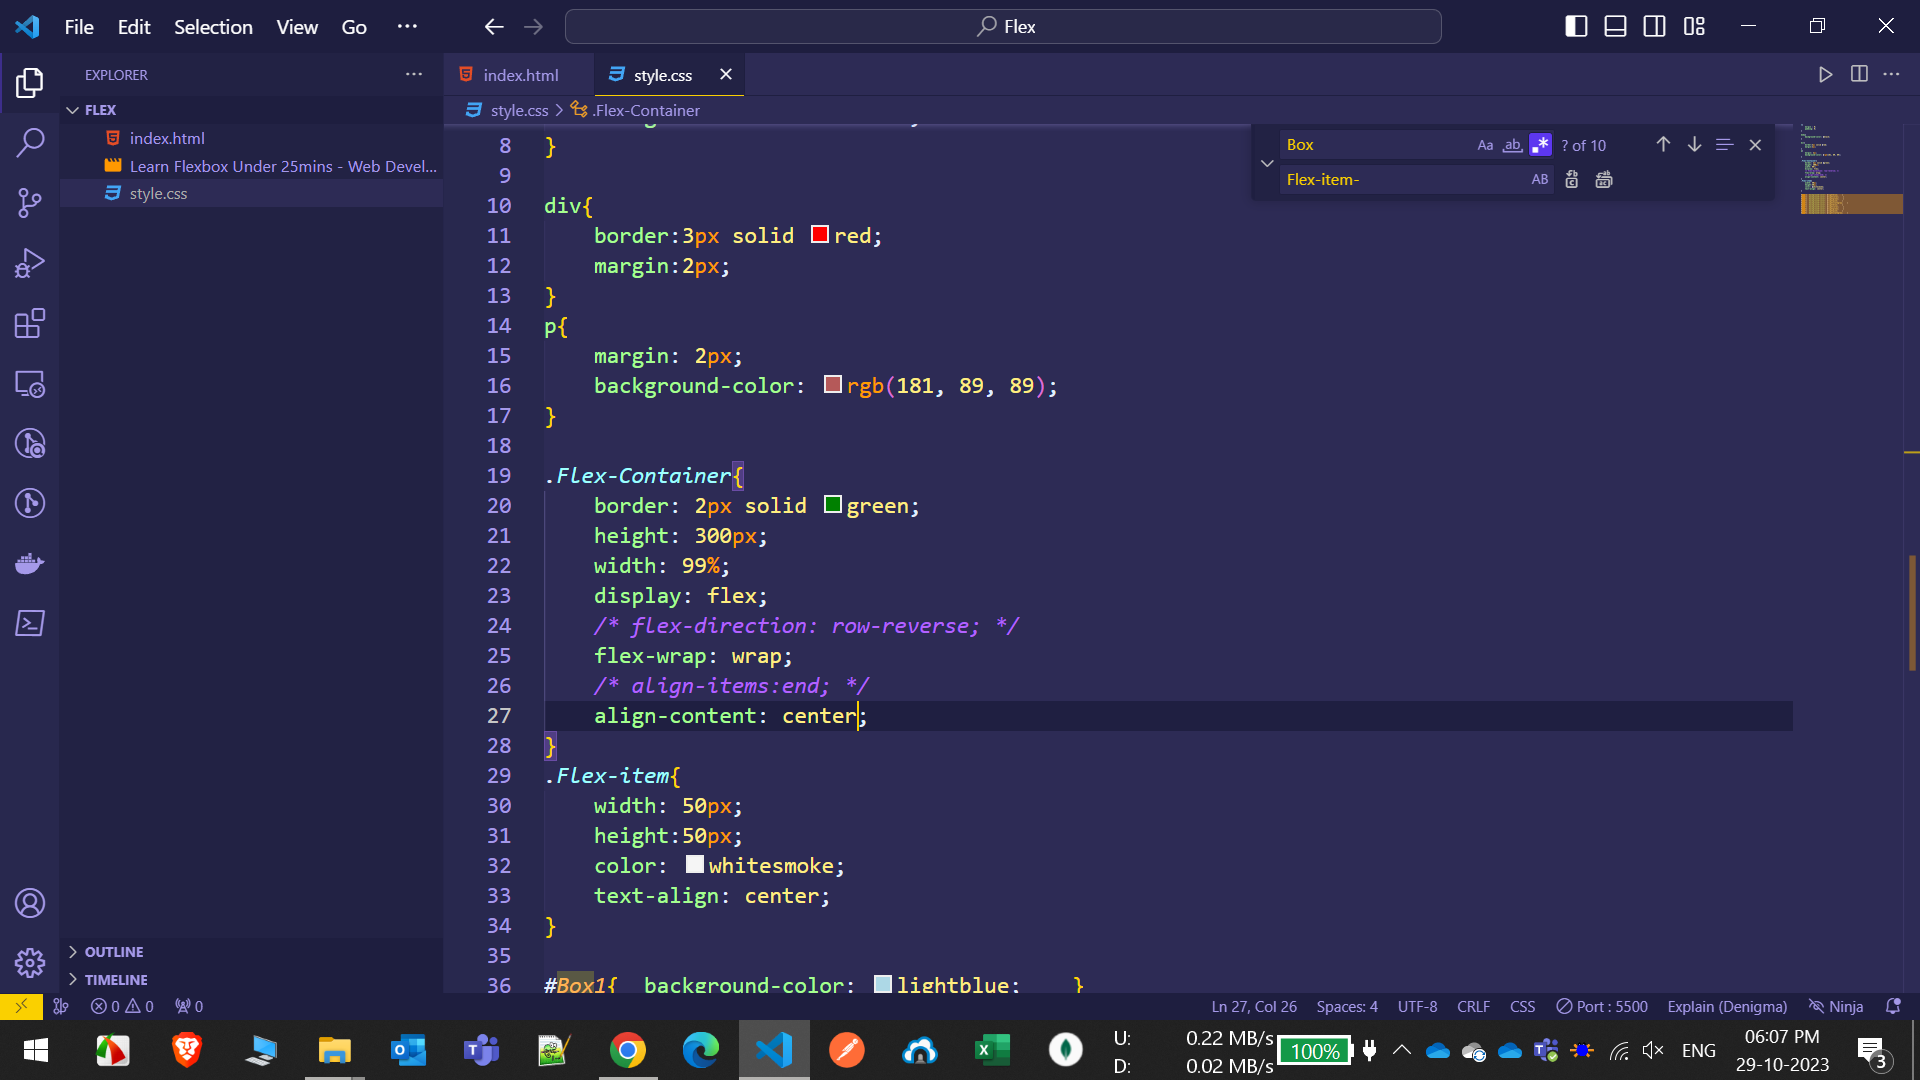 File Edit Selection View Go ···
Flex
EXPLORER ···
index.html
style.css
FLEX
index.html
Learn Flexbox Under 25mins - Web Devel...
style.css
style.css > .Flex-Container
Box Aa ab ? of 10
Flex-item- AB
8 }
9
10 div{
11 border:3px solid red;
12 margin:2px;
13 }
14 p{
15 margin: 2px;
16 background-color: rgb(181, 89, 89);
17 }
18
19 .Flex-Container{
20 border: 2px solid green;
21 height: 300px;
22 width: 99%;
23 display: flex;
24 /* flex-direction: row-reverse; */
25 flex-wrap: wrap;
26 /* align-items:end; */
27 align-content: center;
28 }
29 .Flex-item{
30 width: 50px;
31 height:50px;
32 color: whitesmoke;
33 text-align: center;
34 }
35
36 #Box1{ background-color: lightblue; }
OUTLINE
TIMELINE
0 0 0
Ln 27, Col 26 Spaces: 4 UTF-8 CRLF CSS Port : 5500 Explain (Denigma) Ninja
U: 0.22 MB/s
D: 0.02 MB/s
100%
ENG
06:07 PM
29-10-2023
3